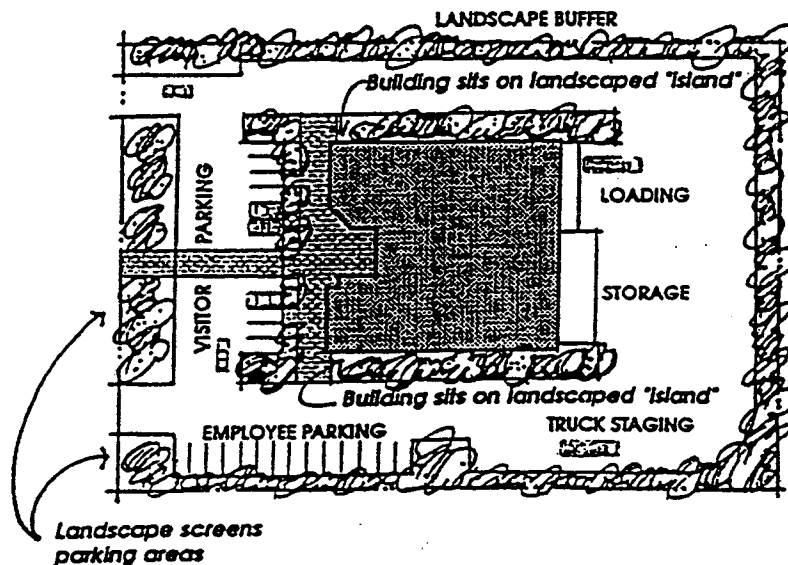 LANDSCAPE BUFFER
Building sits on landscaped "island"
VISITOR PARKING
LOADING
STORAGE
Building sits on landscaped "island"
EMPLOYEE PARKING
TRUCK STAGING
Landscape screens
parking areas